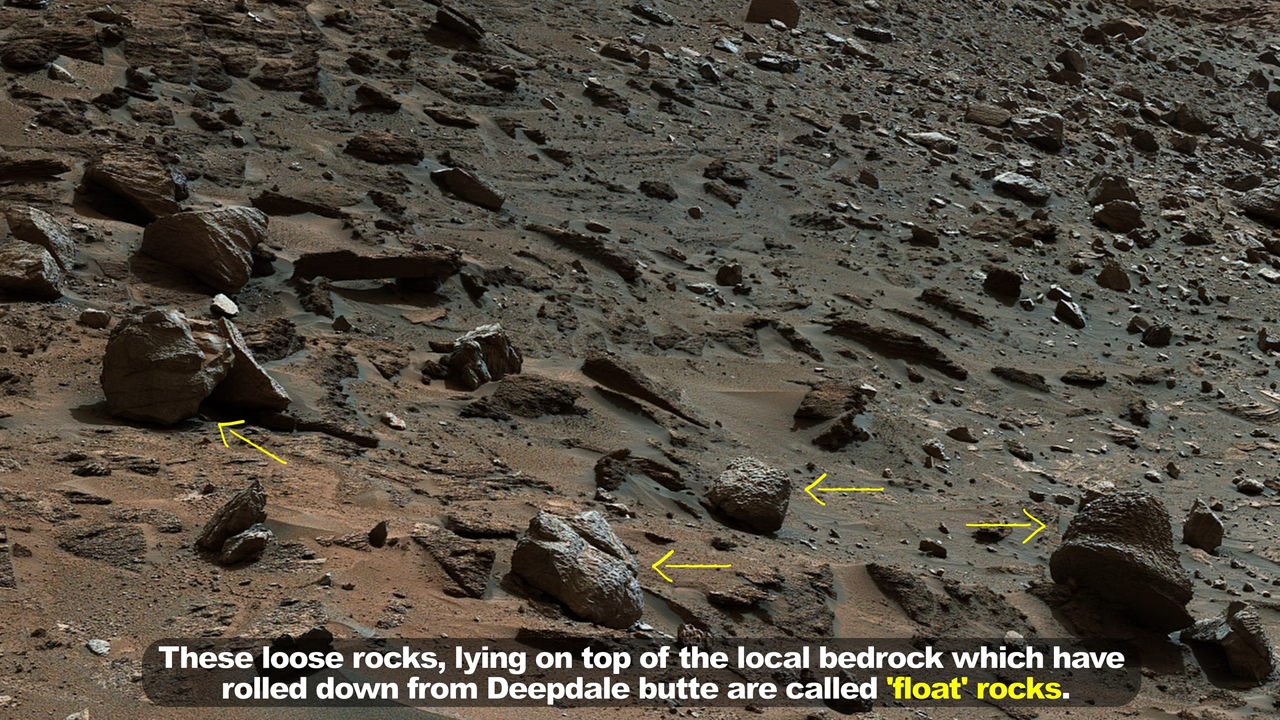 These loose rocks, lying on top of the local bedrock which have
rolled down from Deepdale butte are called 'float' rocks.